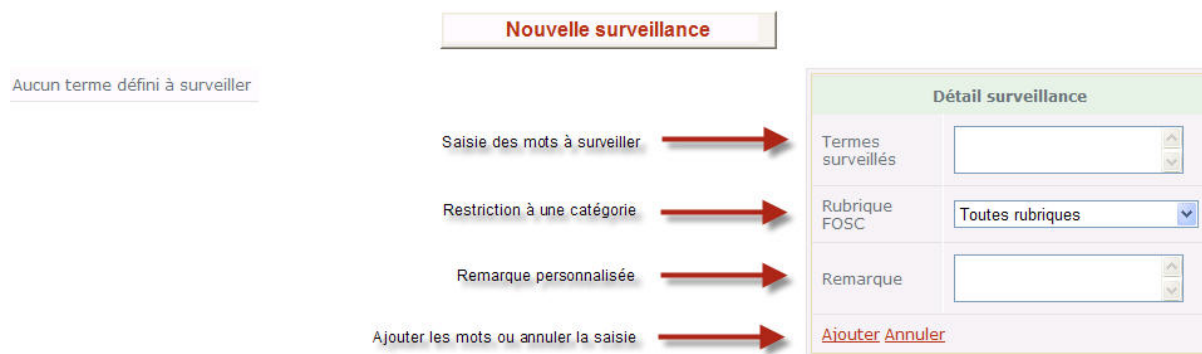 Nouvelle surveillance
Aucun terme défini à surveiller
Détail surveillance
Saisie des mots à surveiller
Termes
surveillés
Restriction à une catégorie
Rubrique
FOSC
Toutes rubriques
Remarque personnalisée
Remarque
Ajouter les mots ou annuler la saisie
Ajouter Annuler